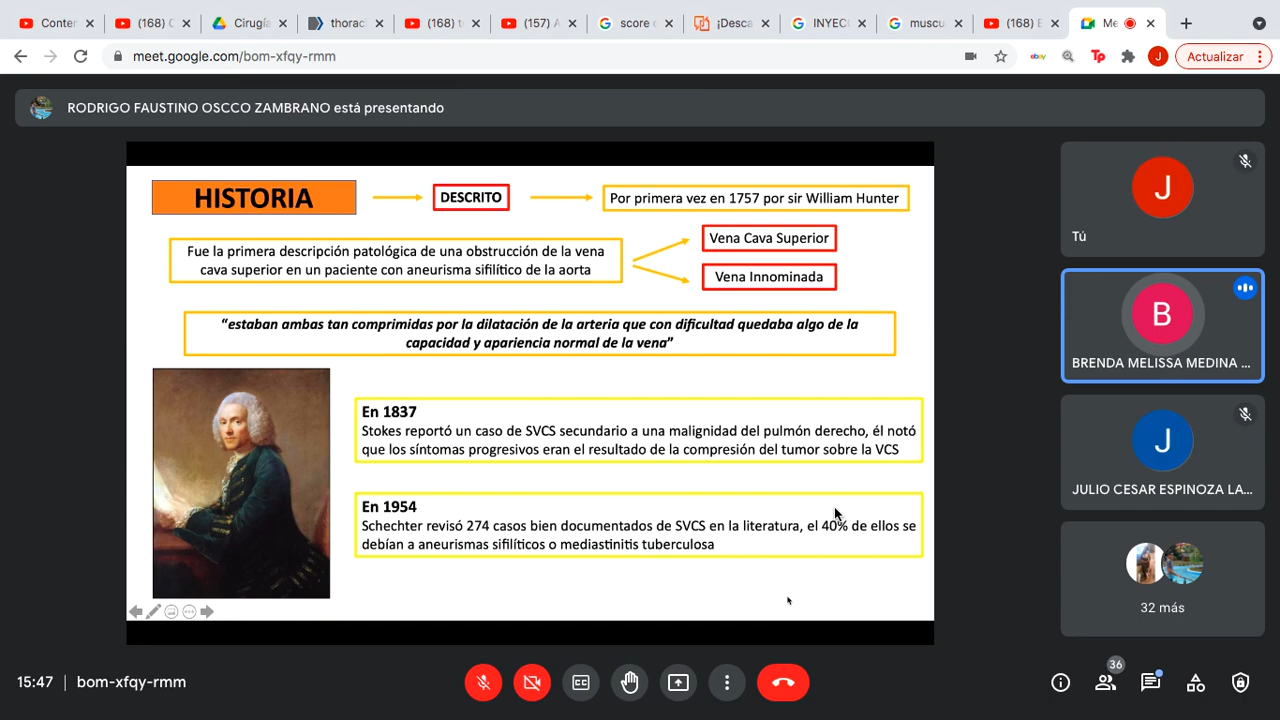 Conter
(168) C
Cirugía
thorac
(168) t
(157) A
score
¡Desca
INYEC
muscu
(168) E
Me
meet.google.com/bom-xfqy-rmm
ebay
Tp
J
Actualizar
RODRIGO FAUSTINO OSCCO ZAMBRANO está presentando
HISTORIA
DESCRITO
Por primera vez en 1757 por sir William Hunter
Fue la primera descripción patológica de una obstrucción de la vena
cava superior en un paciente con aneurisma sifilítico de la aorta
Vena Cava Superior
Vena Innominada
“estaban ambas tan comprimidas por la dilatación de la arteria que con dificultad quedaba algo de la
capacidad y apariencia normal de la vena”
En 1837
Stokes reportó un caso de SVCS secundario a una malignidad del pulmón derecho, él notó
que los síntomas progresivos eran el resultado de la compresión del tumor sobre la VCS
En 1954
Schechter revisó 274 casos bien documentados de SVCS en la literatura, el 40% de ellos se
debían a aneurismas sifilíticos o mediastinitis tuberculosa
J
Tú
B
BRENDA MELISSA MEDINA ...
J
JULIO CESAR ESPINOZA LA...
32 más
15:47 | bom-xfqy-rmm
CC
36